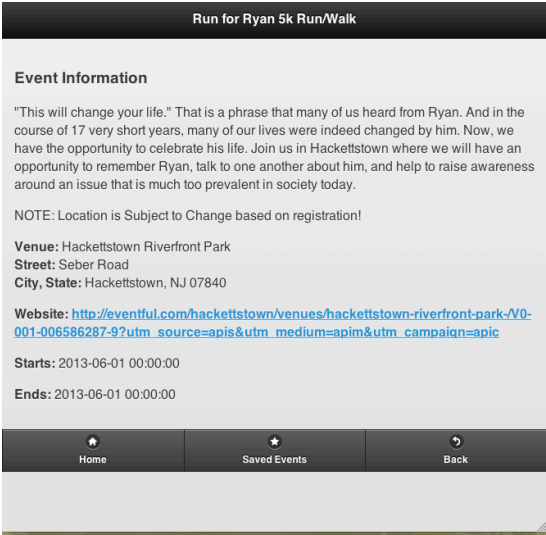 Run for Ryan 5k Run/Walk
Event Information
"This will change your life." That is a phrase that many of us heard from Ryan. And in the
course of 17 very short years, many of our lives were indeed changed by him. Now, we
have the opportunity to celebrate his life. Join us in Hackettstown where we will have an
opportunity to remember Ryan, talk to one another about him, and help to raise awareness
around an issue that is much too prevalent in society today.
NOTE: Location is Subject to Change based on registration!
Venue: Hackettstown Riverfront Park
Street: Seber Road
City, State: Hackettstown, NJ 07840
Website: http://eventful.com/hackettstown/venues/hackettstown-riverfront-park-/V0-
001-006586287-9?utm_source=apis&utm_medium=apim&utm_campaign=apic
Starts: 2013-06-01 00:00:00
Ends: 2013-06-01 00:00:00
Home Saved Events Back